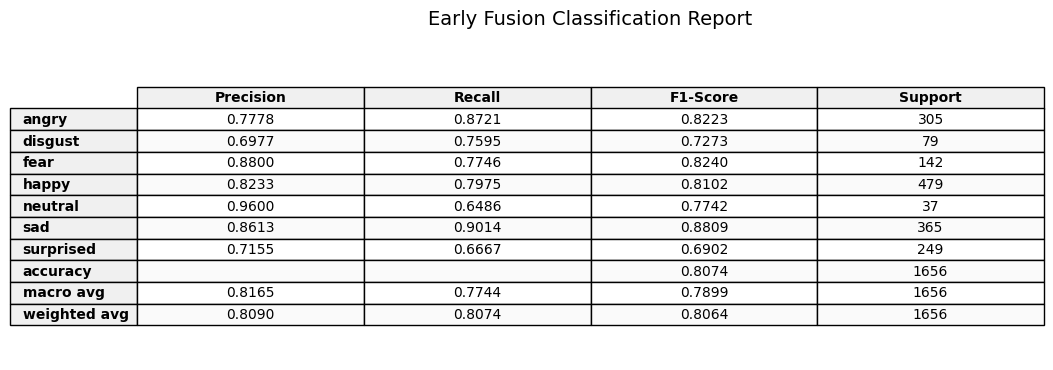 Early Fusion Classification Report
Precision Recall F1-Score Support
angry 0.7778 0.8721 0.8223 305
disgust 0.6977 0.7595 0.7273 79
fear 0.8800 0.7746 0.8240 142
happy 0.8233 0.7975 0.8102 479
neutral 0.9600 0.6486 0.7742 37
sad 0.8613 0.9014 0.8809 365
surprised 0.7155 0.6667 0.6902 249
accuracy 0.8074 1656
macro avg 0.8165 0.7744 0.7899 1656
weighted avg 0.8090 0.8074 0.8064 1656